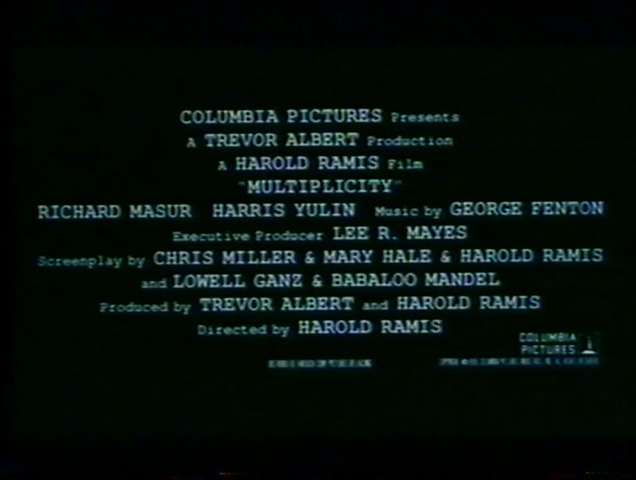 COLUMBIA PICTURES Presents
A TREVOR ALBERT Production
A HAROLD RAMIS Film
"MULTIPLICITY"
RICHARD MASUR HARRIS YULIN Music by GEORGE FENTON
Executive Producer LEE R. MAYES
Screenplay by CHRIS MILLER & MARY HALE & HAROLD RAMIS
and LOWELL GANZ & BABALOO MANDEL
Produced by TREVOR ALBERT and HAROLD RAMIS
Directed by HAROLD RAMIS
COLUMBIA
PICTURES